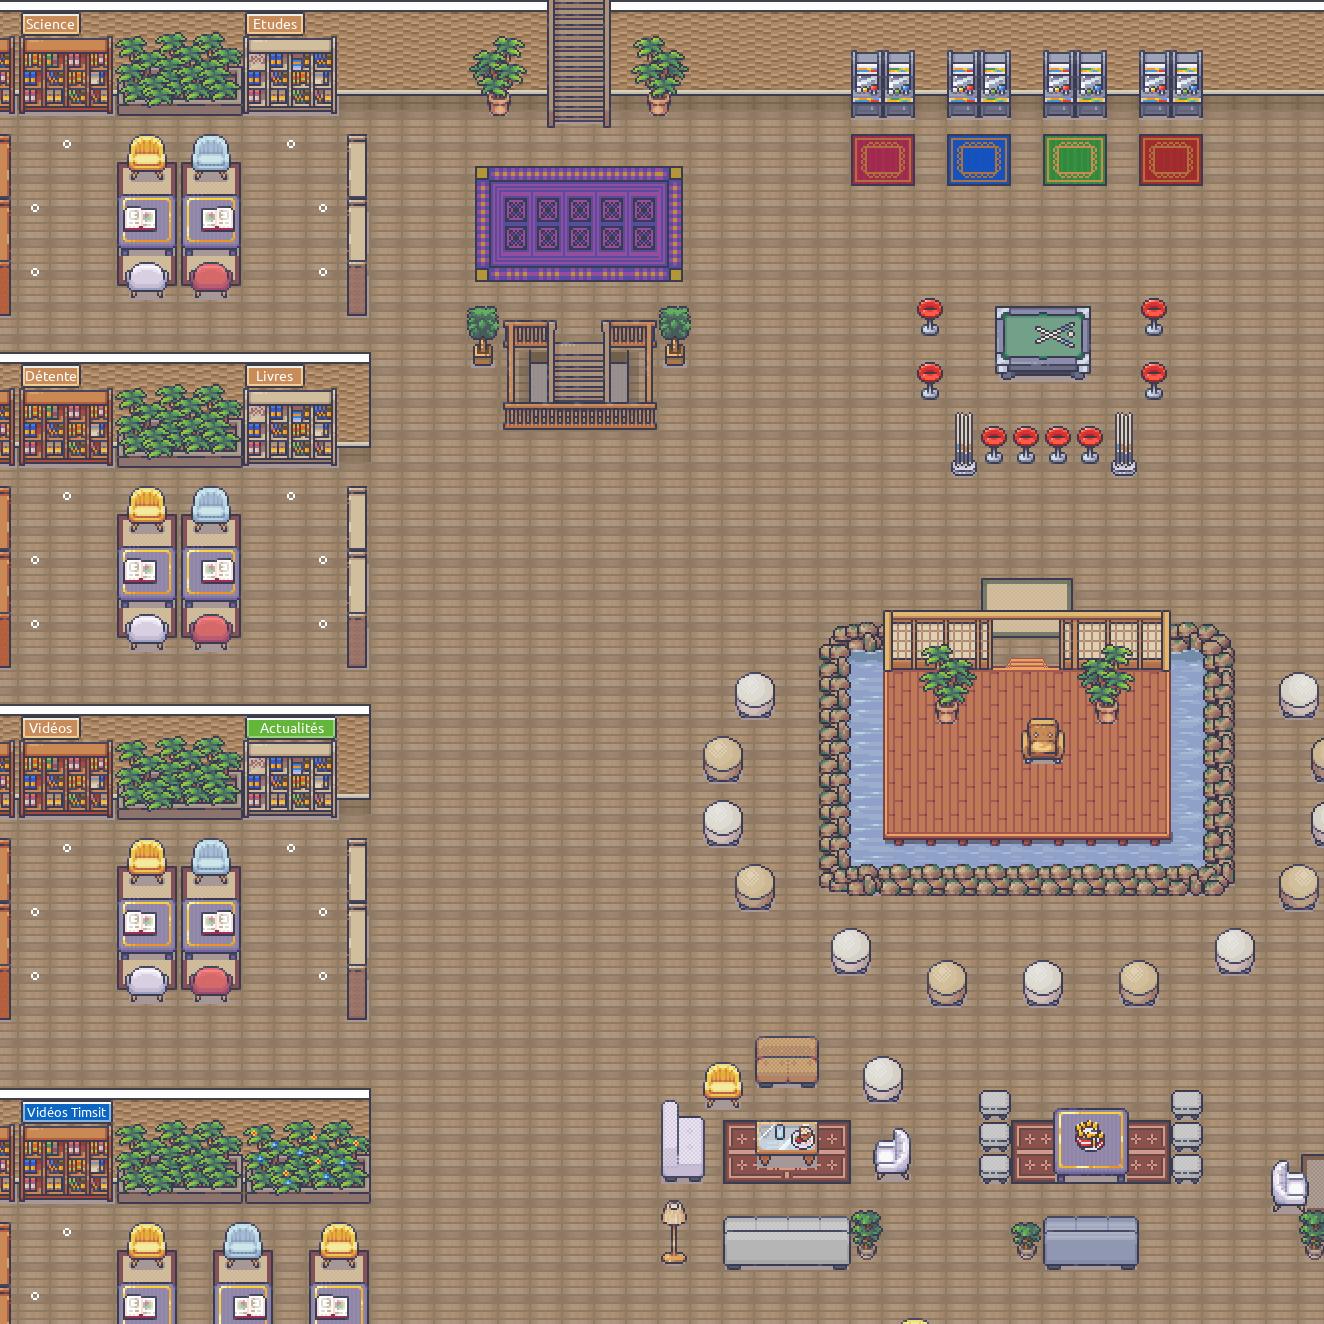 Science
Etudes
Détente
Livres
Vidéos
Actualités
Vidéos Timsit